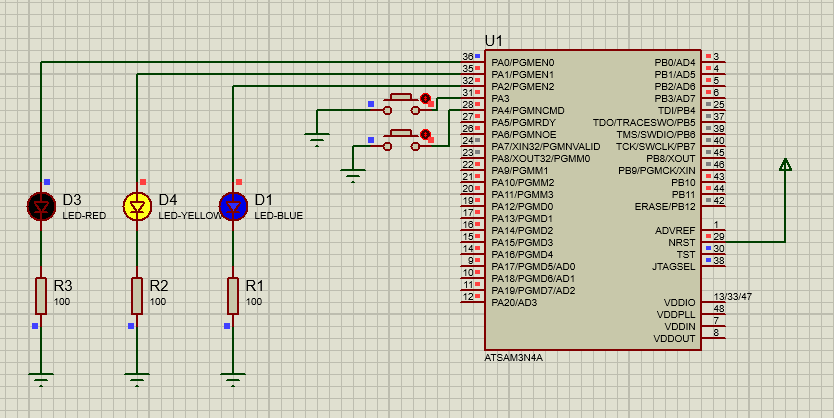 U1
36 PA0/PGMEN0 PB0/AD4 3
35 PA1/PGMEN1 PB1/AD5 4
32 PA2/PGMEN2 PB2/AD6 5
31 PA3 PB3/AD7 6
28 PA4/PGMNCMD TDI/PB4 25
27 PA5/PGMRDY TDO/TRACESWO/PB5 37
26 PA6/PGMNOE TMS/SWDIO/PB6 39
24 PA7/XIN32/PGMNVALID TCK/SWCLK/PB7 40
23 PA8/XOUT32/PGMM0 PB8/XOUT 45
22 PA9/PGMM1 PB9/PGMCK/XIN 46
21 PA10/PGMM2 PB10 43
20 PA11/PGMM3 PB11 44
19 PA12/PGMD0 ERASE/PB12 42
17 PA13/PGMD1
16 PA14/PGMD2 ADVREF 1
15 PA15/PGMD3 NRST 29
14 PA16/PGMD4 TST 30
9 PA17/PGMD5/AD0 JTAGSEL 38
10 PA18/PGMD6/AD1
11 PA19/PGMD7/AD2
12 PA20/AD3 VDDIO 13/33/47
VDDPLL 48
VDDIN 7
VDDOUT 8
ATSAM3N4A
D3
LED-RED
D4
LED-YELLOW
D1
LED-BLUE
R3
100
R2
100
R1
100